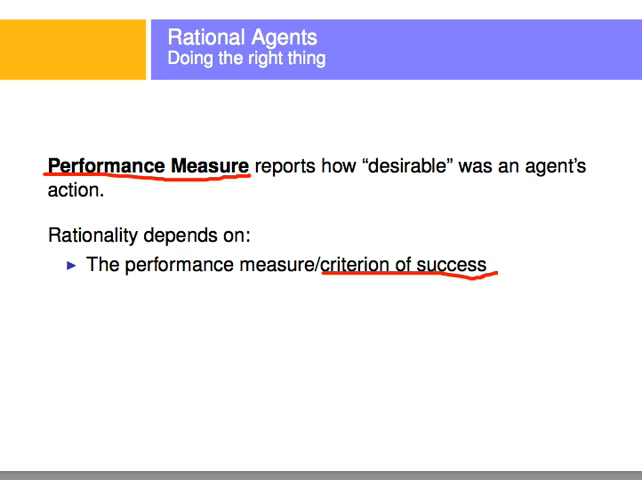 Rational Agents
Doing the right thing
Performance Measure reports how “desirable” was an agent’s
action.
Rationality depends on:
► The performance measure/criterion of success